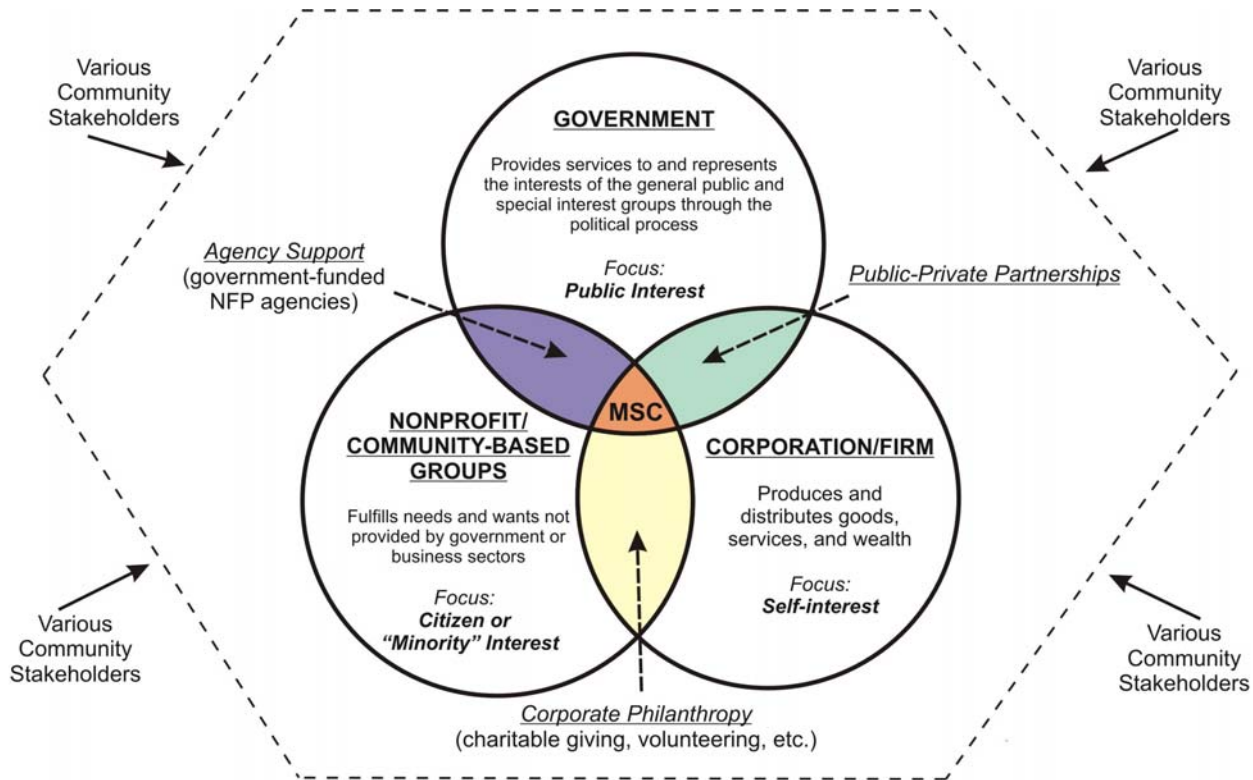 Various
Community
Stakeholders
Various
Community
Stakeholders
GOVERNMENT
Provides services to and represents
the interests of the general public and
special interest groups through the
political process
Focus:
Public Interest
Agency Support
(government-funded
NFP agencies)
Public-Private Partnerships
MSC
NONPROFIT/
COMMUNITY-BASED
GROUPS
Fulfills needs and wants not
provided by government or
business sectors
Focus:
Citizen or
“Minority” Interest
CORPORATION/FIRM
Produces and
distributes goods,
services, and wealth
Focus:
Self-interest
Various
Community
Stakeholders
Various
Community
Stakeholders
Corporate Philanthropy
(charitable giving, volunteering, etc.)